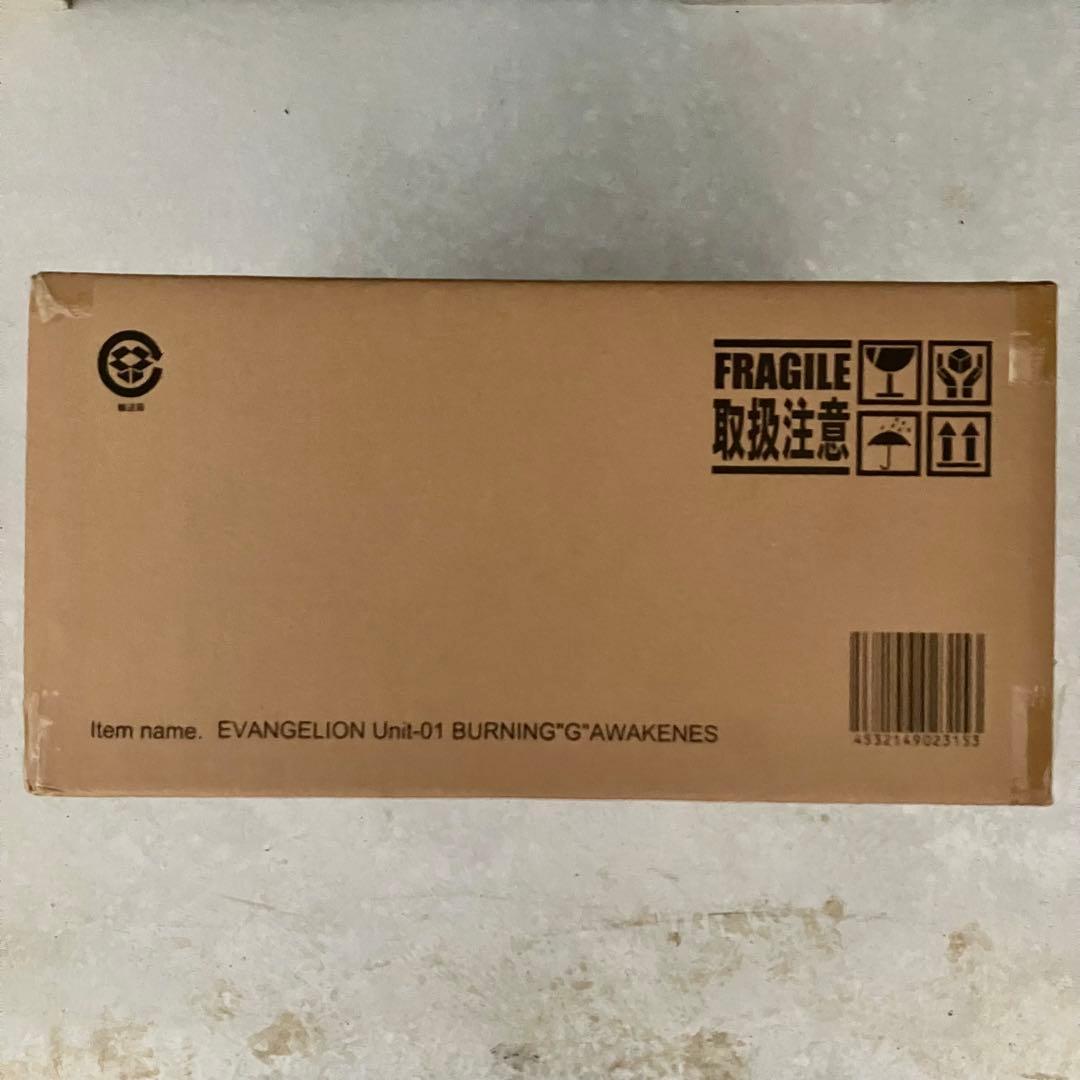 FRAGILE
取扱注意
Item name. EVANGELION Unit-01 BURNING"G"AWAKENES
4532149023153